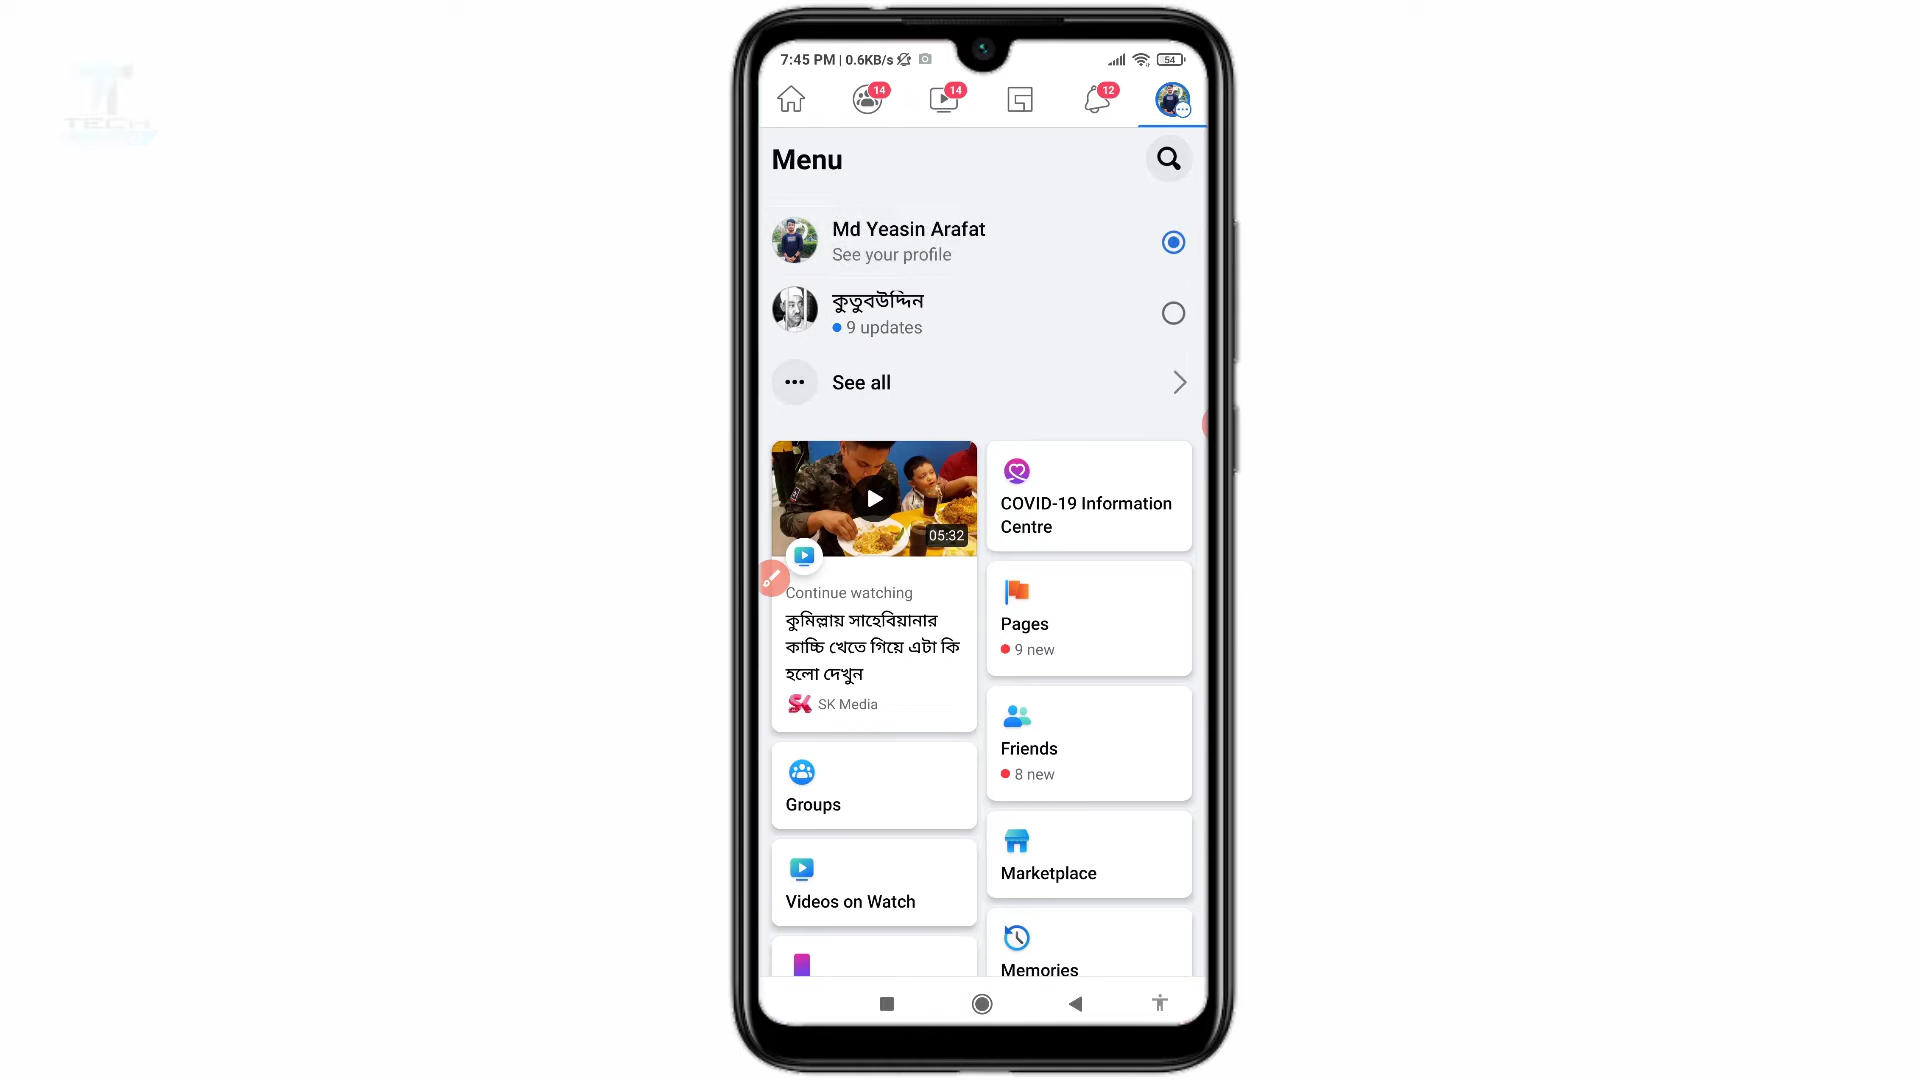 TECH
7:45 PM | 0.6KB/s
54
14
14
12
Menu
Md Yeasin Arafat
See your profile
কুতুবউদ্দিন
9 updates
See all
05:32
Continue watching
কুমিল্লায় সাহেবিয়ানার
কাচ্চি খেতে গিয়ে এটা কি
হলো দেখুন
SK Media
Groups
Videos on Watch
COVID-19 Information
Centre
Pages
9 new
Friends
8 new
Marketplace
Memories